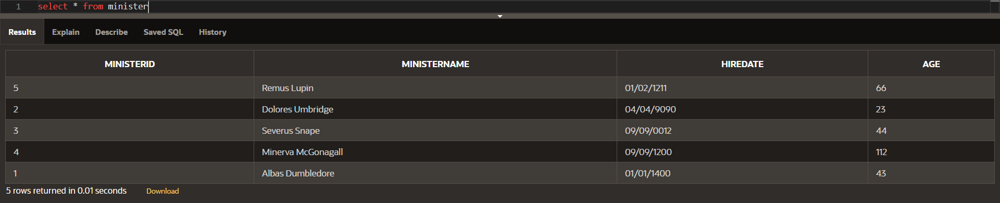 1 select * from minister
Results Explain Describe Saved SQL History
MINISTERID MINISTERNAME HIREDATE AGE
5 Remus Lupin 01/02/1211 66
2 Dolores Umbridge 04/04/9090 23
3 Severus Snape 09/09/0012 44
4 Minerva McGonagall 09/09/1200 112
1 Albas Dumbledore 01/01/1400 43
5 rows returned in 0.01 seconds Download